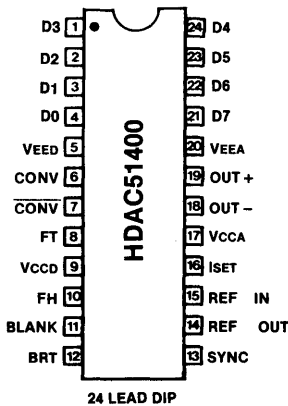 D3 1 24 D4
D2 2 23 D5
D1 3 22 D6
D0 4 21 D7
VEED 5 20 VEEA
CONV 6 19 OUT +
CONV 7 18 OUT −
FT 8 17 VCCA
VCCD 9 16 ISET
FH 10 15 REF IN
BLANK 11 14 REF OUT
BRT 12 13 SYNC
HDAC51400
24 LEAD DIP